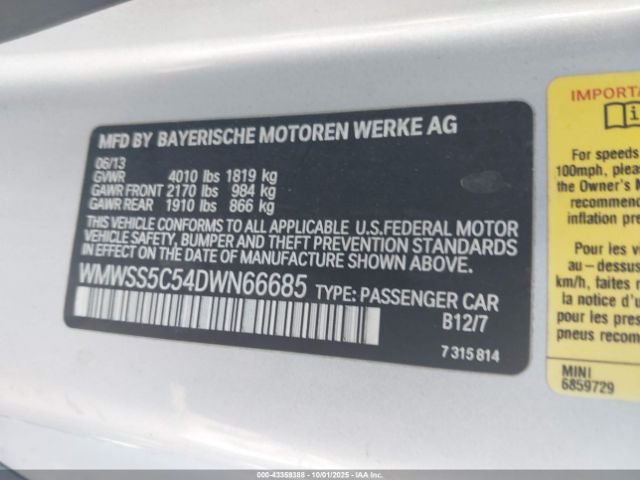 MFD BY BAYERISCHE MOTOREN WERKE AG
06/13
GVWR 4010 lbs 1819 kg
GAWR FRONT 2170 lbs 984 kg
GAWR REAR 1910 lbs 866 kg
THIS VEHICLE CONFORMS TO ALL APPLICABLE U.S.FEDERAL MOTOR
VEHICLE SAFETY, BUMPER AND THEFT PREVENTION STANDARDS
IN EFFECT ON THE DATE OF MANUFACTURE SHOWN ABOVE.
WMWSS5C54DWN66685 TYPE: PASSENGER CAR
B12/7
7 315 814
IMPORTA
i
For speeds
100mph, pleas
the Owner's M
recommen
inflation pre
Pour les v
au-dessus
km/h, faites
la notice d'u
pour les pres
pneus recom
MINI
6859729
000-43359388 - 10/01/2025 - IAAI.COM